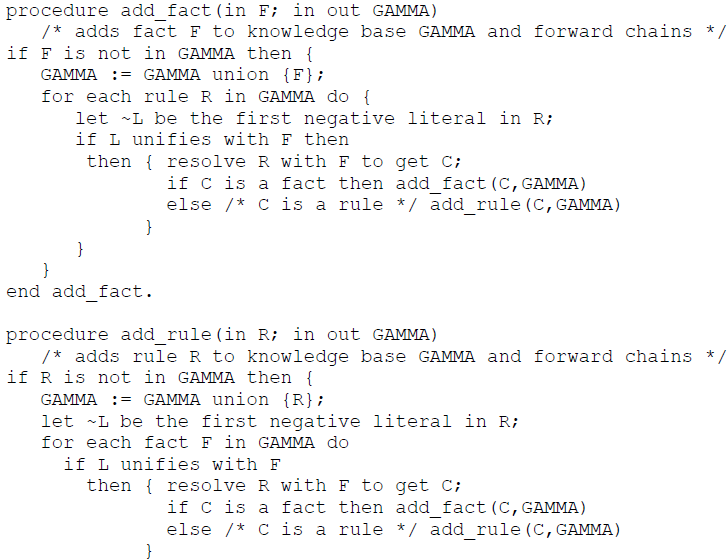 procedure add_fact(in F; in out GAMMA)
   /* adds fact F to knowledge base GAMMA and forward chains */
if F is not in GAMMA then {
   GAMMA := GAMMA union {F};
   for each rule R in GAMMA do {
      let ~L be the first negative literal in R;
      if L unifies with F then
       then { resolve R with F to get C;
              if C is a fact then add_fact(C,GAMMA)
              else /* C is a rule */ add_rule(C,GAMMA)
            }
      }
   }
end add_fact.

procedure add_rule(in R; in out GAMMA)
   /* adds rule R to knowledge base GAMMA and forward chains */
if R is not in GAMMA then {
   GAMMA := GAMMA union {R};
   let ~L be the first negative literal in R;
   for each fact F in GAMMA do
     if L unifies with F
       then { resolve R with F to get C;
              if C is a fact then add_fact(C,GAMMA)
              else /* C is a rule */ add_rule(C,GAMMA)
            }